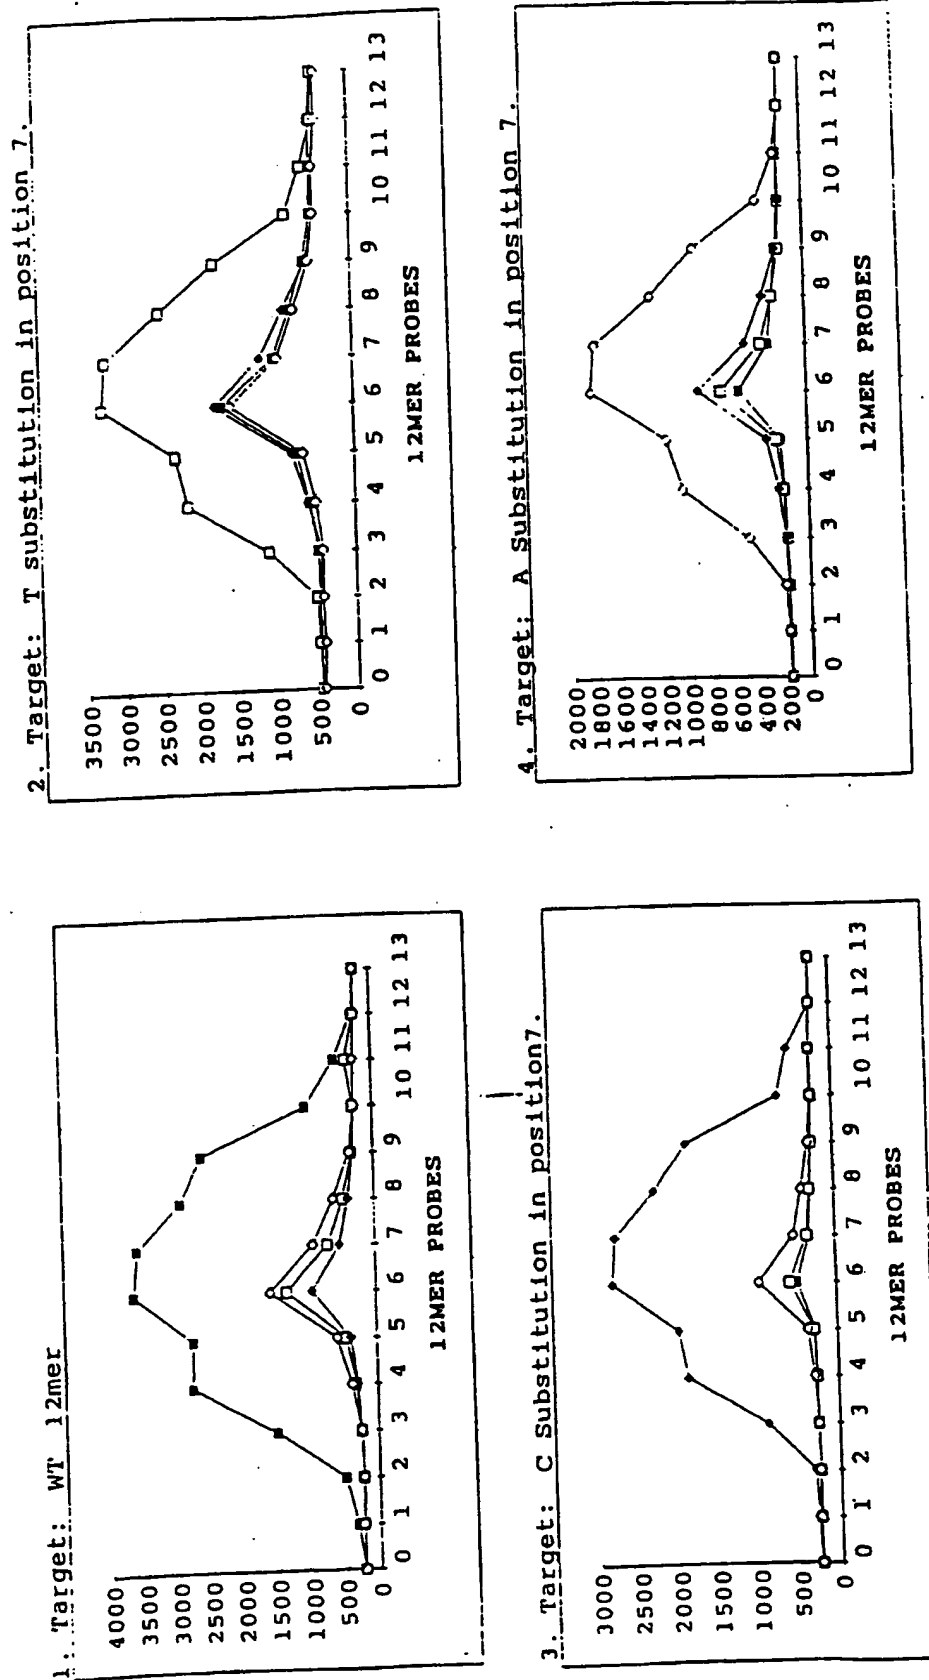 1. Target: WT 12mer
4000
3500
3000
2500
2000
1500
1000
500
0
0 1 2 3 4 5 6 7 8 9 10 11 12 13
12MER PROBES
2. Target: T substitution in position 7.
3500
3000
2500
2000
1500
1000
500
0
0 1 2 3 4 5 6 7 8 9 10 11 12 13
12MER PROBES
3. Target: C Substitution in position7.
3000
2500
2000
1500
1000
500
0
0 1 2 3 4 5 6 7 8 9 10 11 12 13
12MER PROBES
4. Target: A Substitution in position 7.
2000
1800
1600
1400
1200
1000
800
600
400
200
0
0 1 2 3 4 5 6 7 8 9 10 11 12 13
12MER PROBES